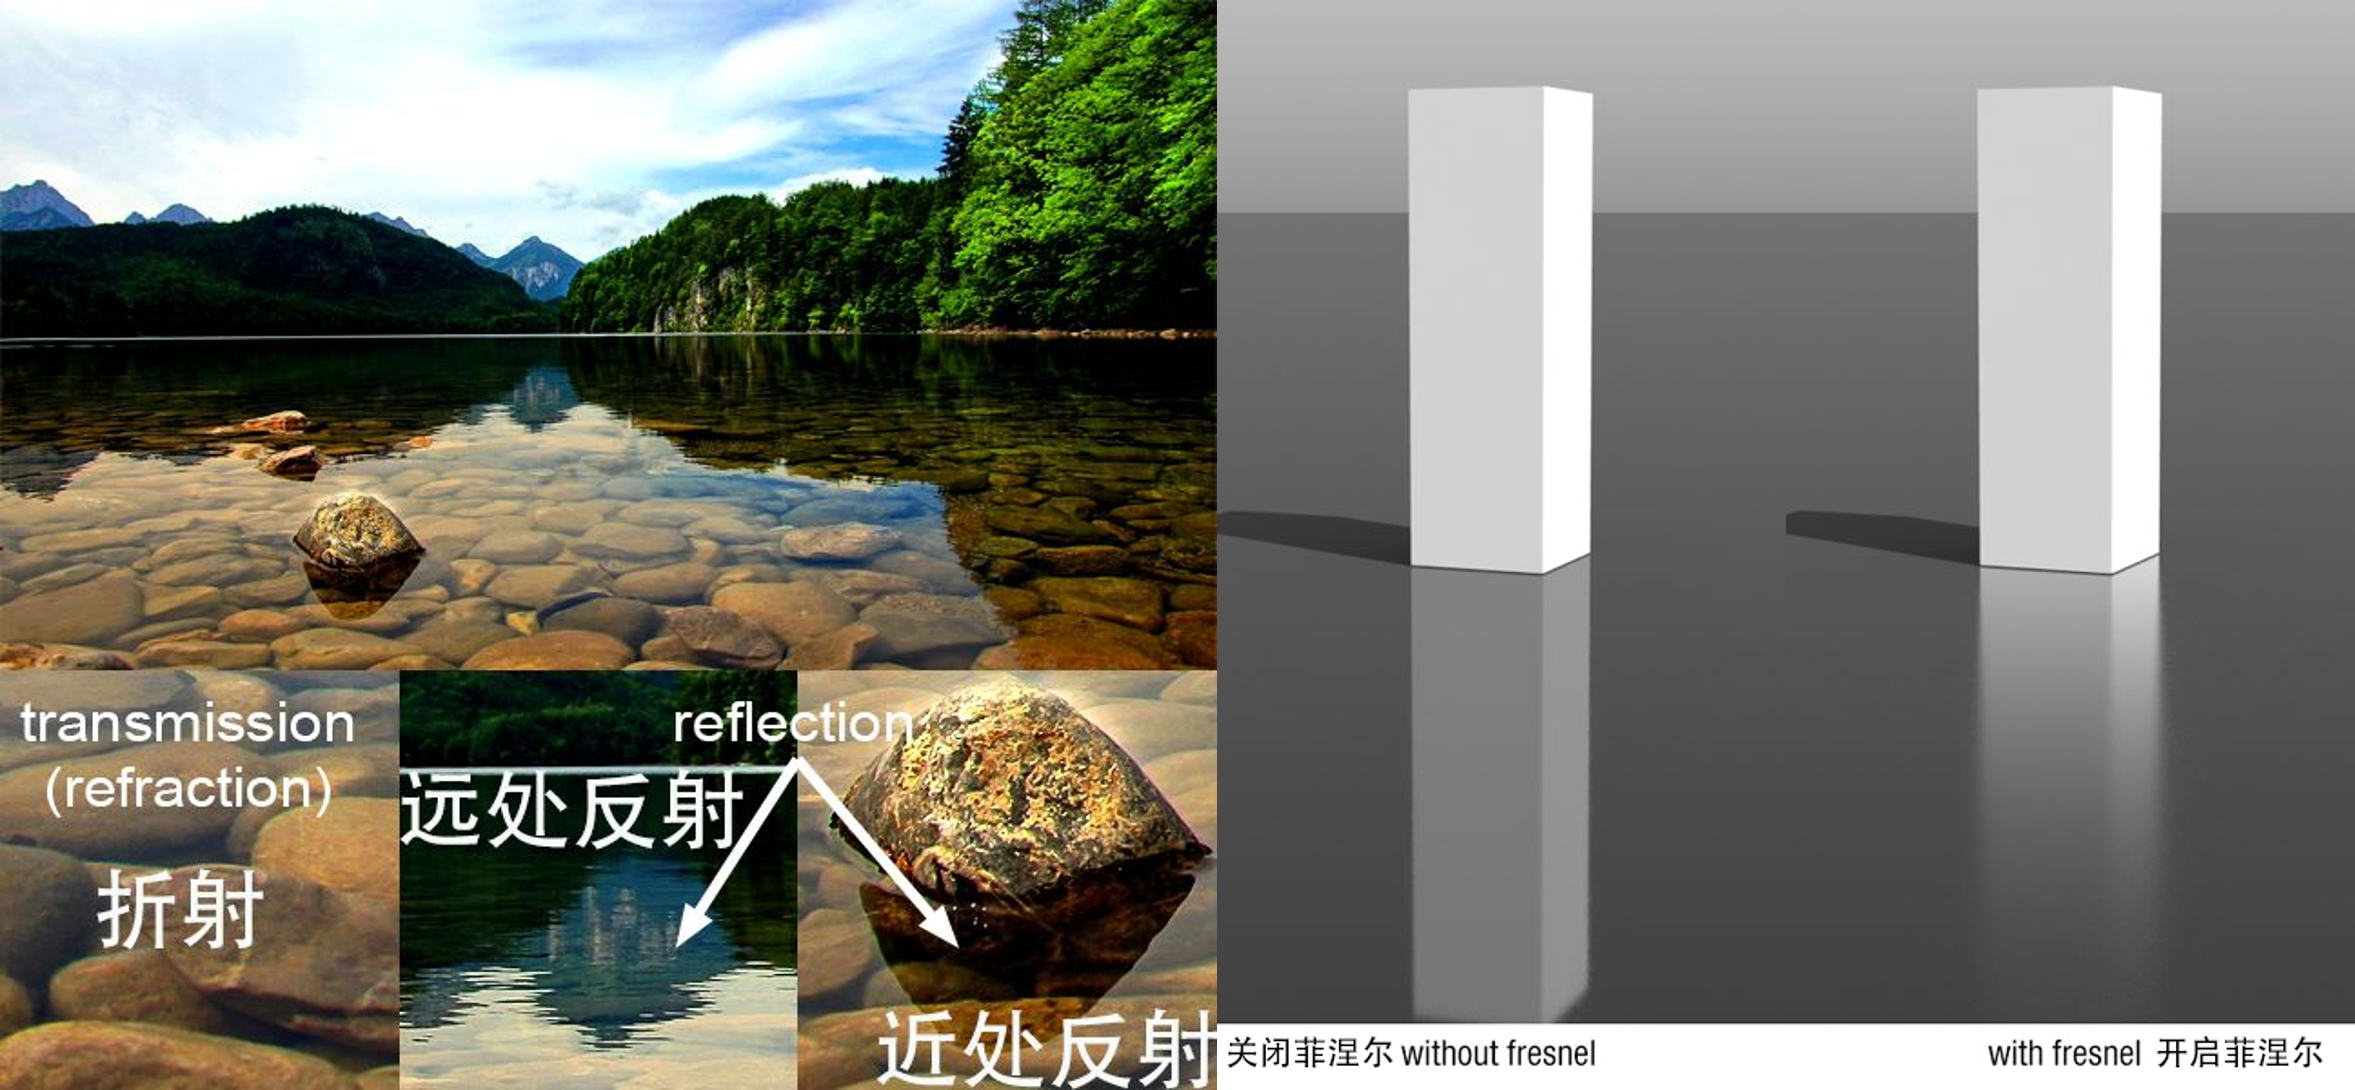 transmission
(refraction)
折射
reflection
远处反射
近处反射
关闭菲涅尔 without fresnel
with fresnel 开启菲涅尔